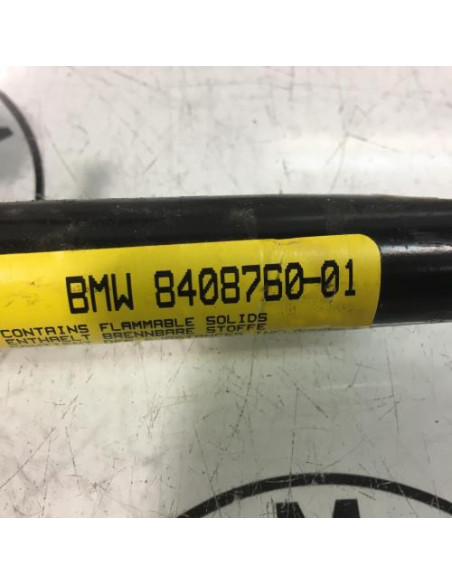 BMW 8408760-01
CONTAINS FLAMMABLE SOLIDS
ENTHAELT BRENNBARE STOFFE
M